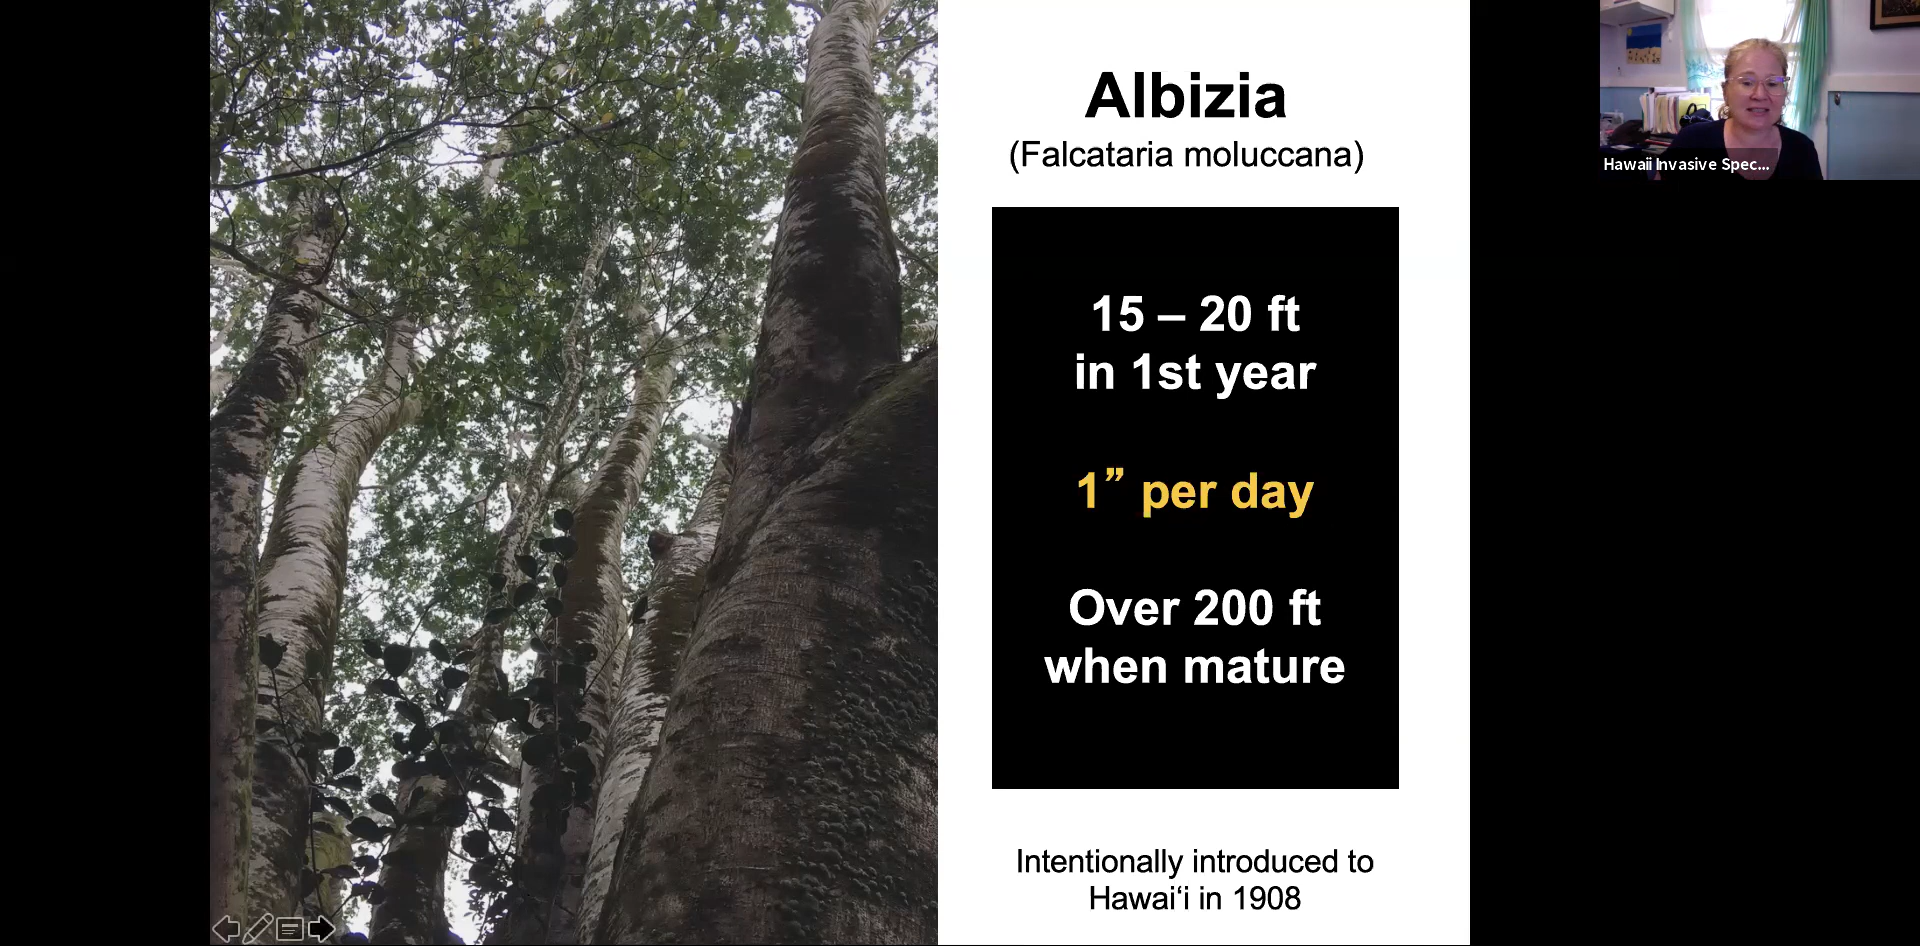 Albizia
(Falcataria moluccana)
15 – 20 ft
in 1st year
1” per day
Over 200 ft
when mature
Intentionally introduced to
Hawai‘i in 1908
Hawaii Invasive Spec...